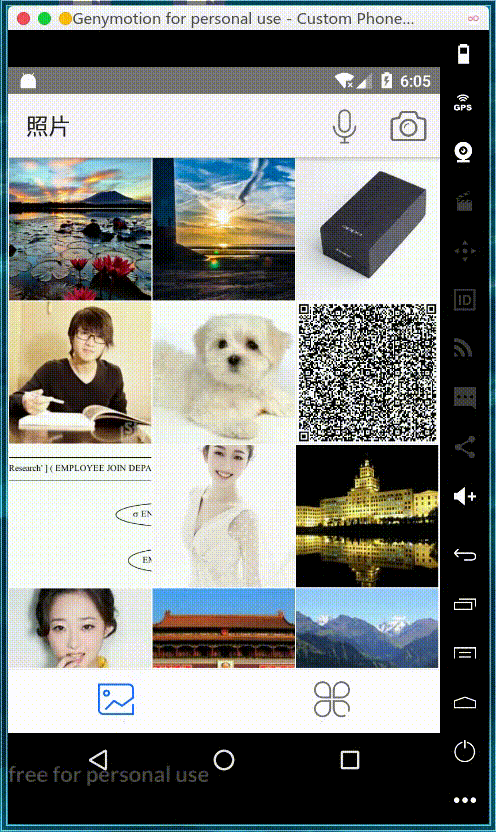 Genymotion for personal use - Custom Phone...
6:05
GPS
照片
ID
Research' ] ( EMPLOYEE JOIN DEPA
σ EN
EM
free for personal use